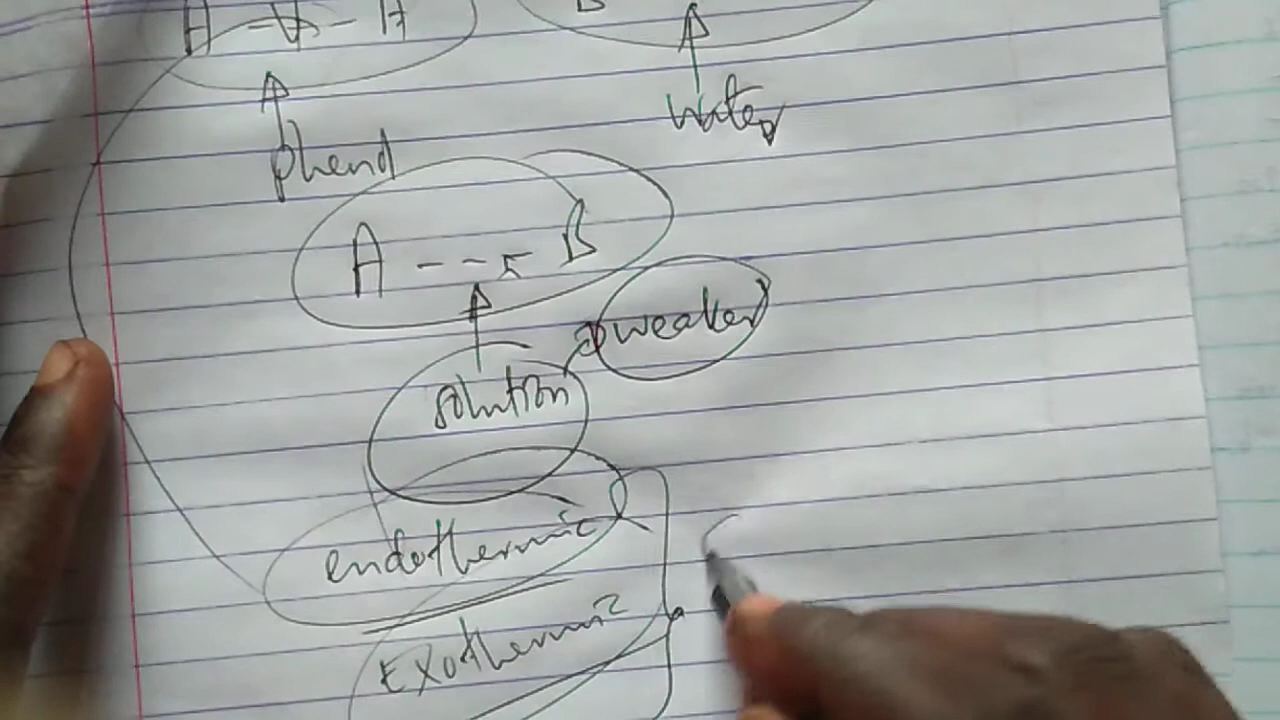 A - A - A B
water
phenol
A - - - B
weaker
solution
endothermic
Exothermic